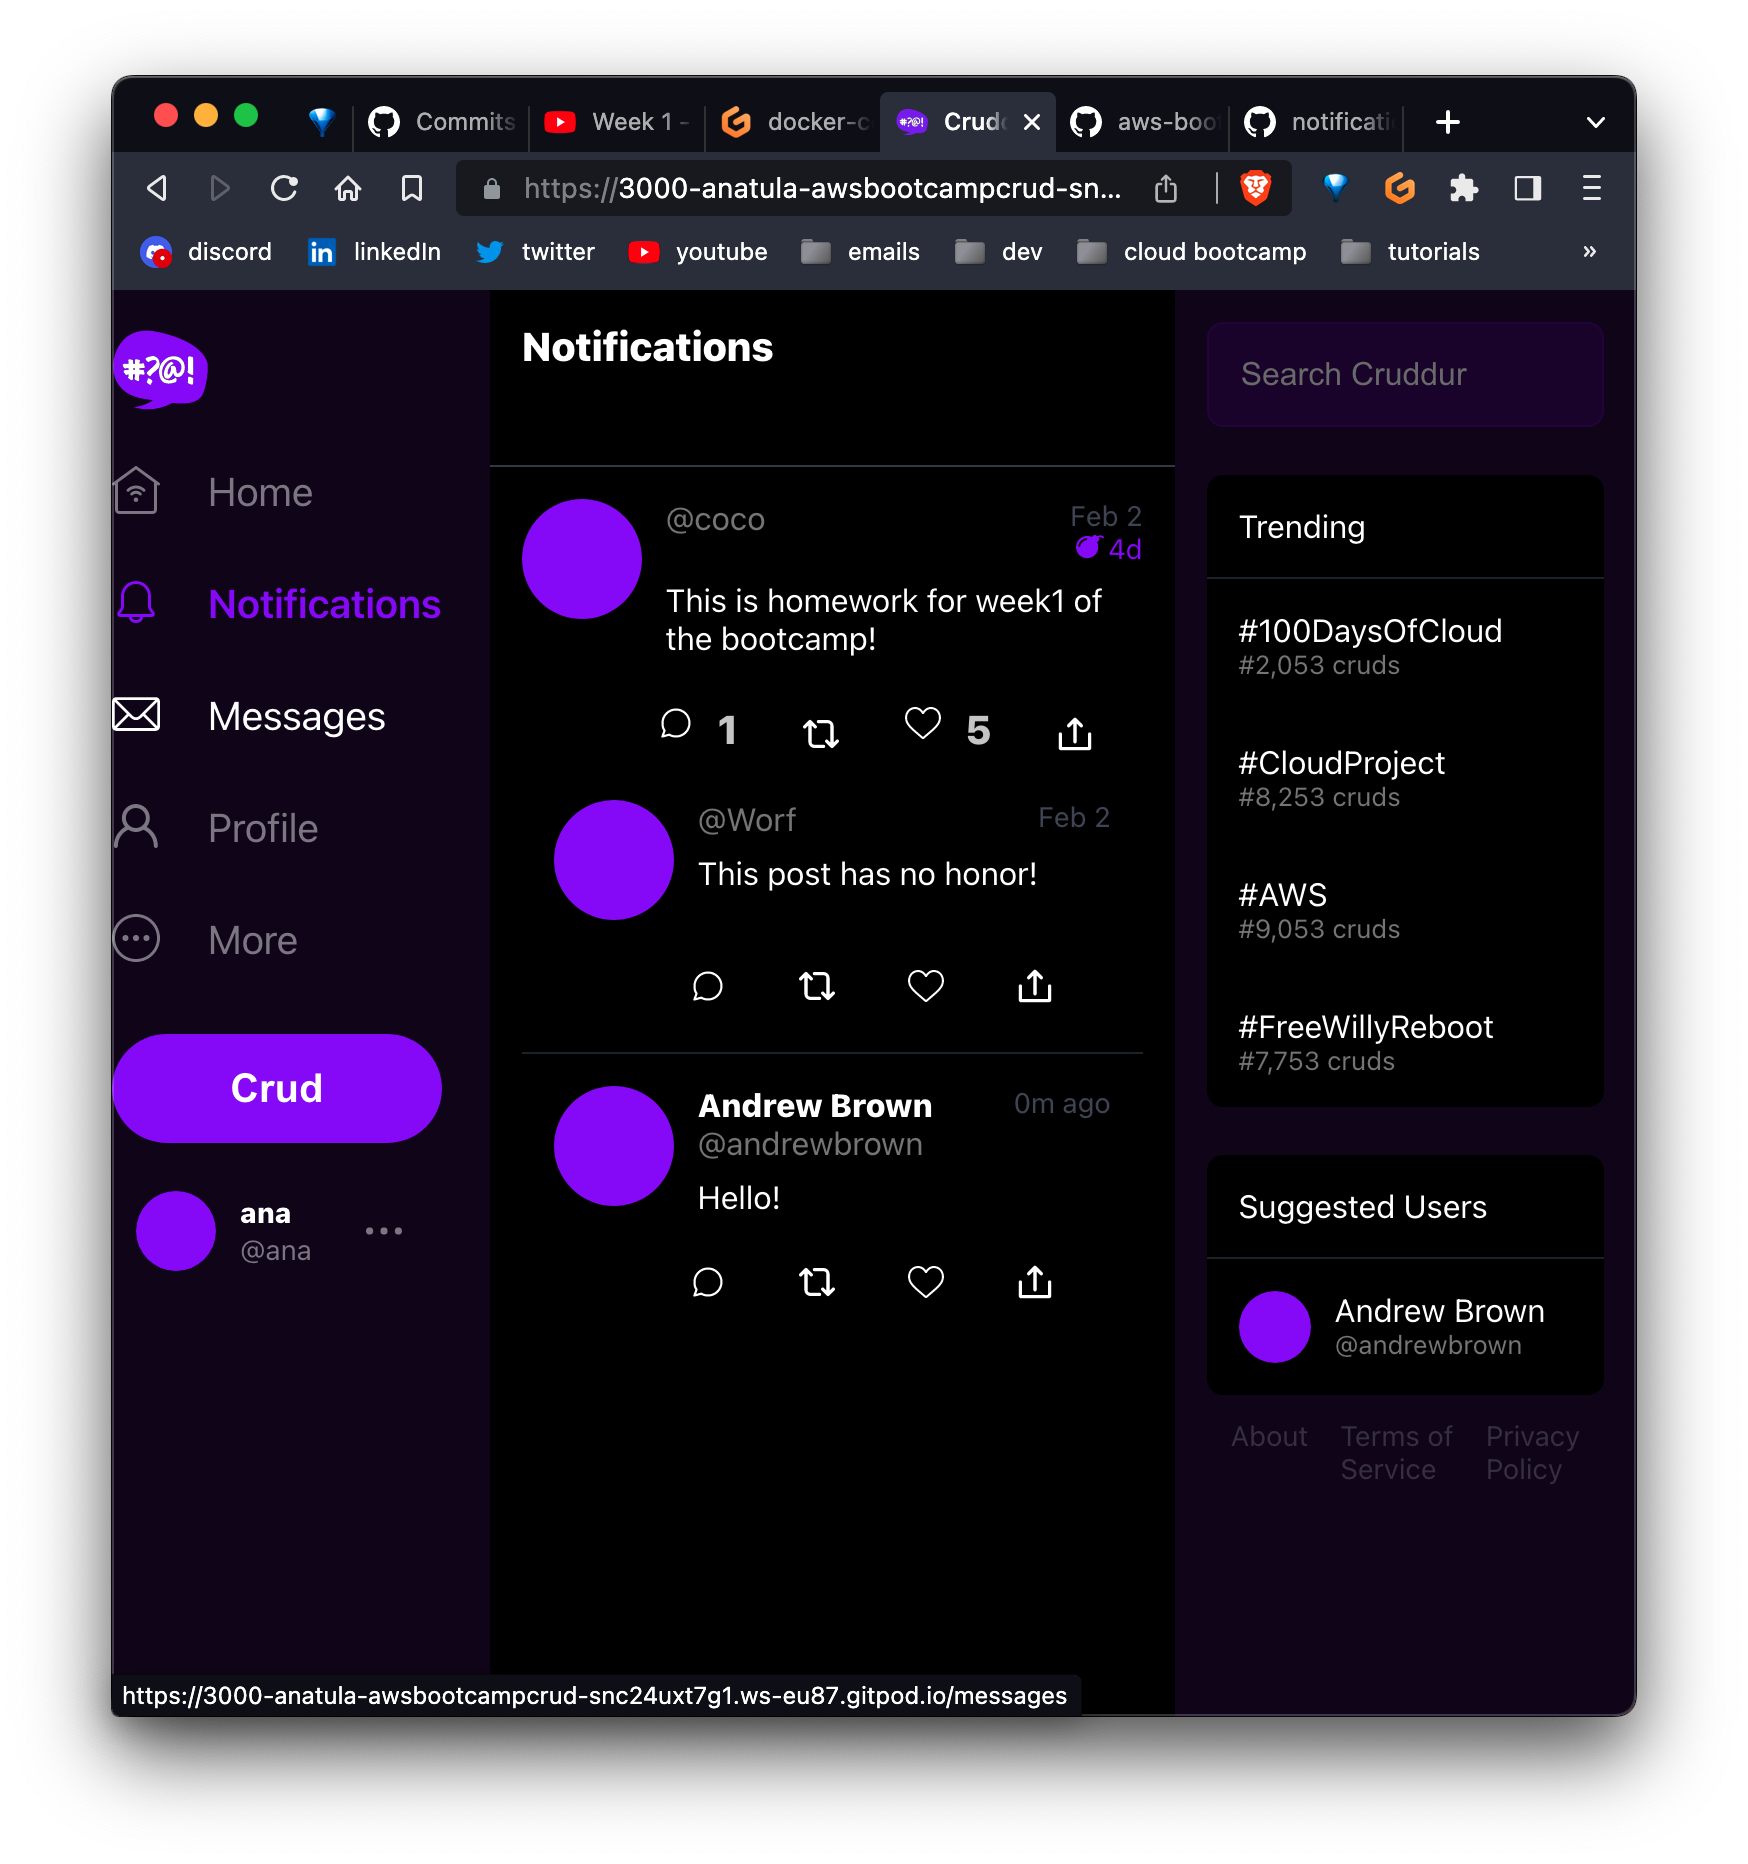 Commits
Week 1 -
docker-c
Crudd
aws-boo
notificati
https://3000-anatula-awsbootcampcrud-sn...
discord
linkedIn
twitter
youtube
emails
dev
cloud bootcamp
tutorials
»
#?@!
Home
Notifications
Messages
Profile
More
Crud
ana
@ana
Notifications
@coco
Feb 2
4d
This is homework for week1 of
the bootcamp!
1
5
@Worf
Feb 2
This post has no honor!
Andrew Brown
0m ago
@andrewbrown
Hello!
Search Cruddur
Trending
#100DaysOfCloud
#2,053 cruds
#CloudProject
#8,253 cruds
#AWS
#9,053 cruds
#FreeWillyReboot
#7,753 cruds
Suggested Users
Andrew Brown
@andrewbrown
About
Terms of
Service
Privacy
Policy
https://3000-anatula-awsbootcampcrud-snc24uxt7g1.ws-eu87.gitpod.io/messages